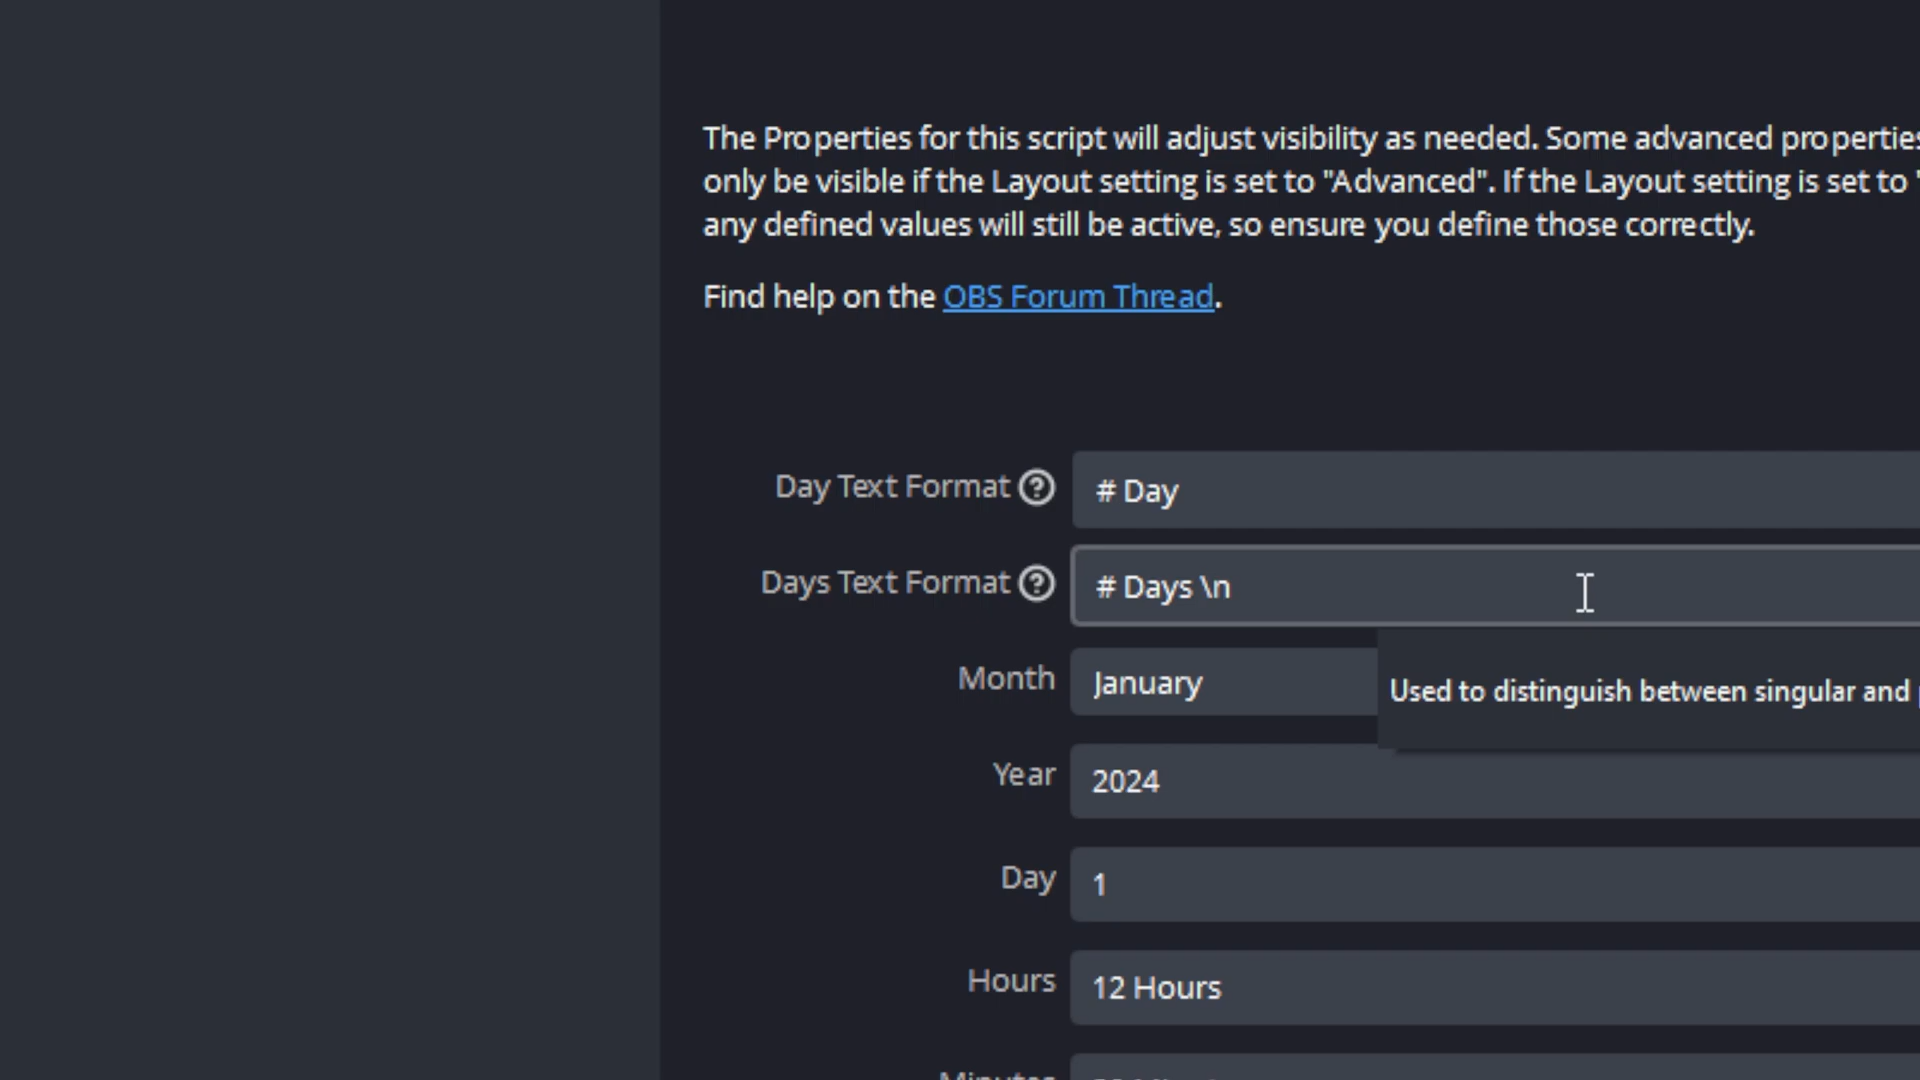 The Properties for this script will adjust visibility as needed. Some advanced properties
only be visible if the Layout setting is set to "Advanced". If the Layout setting is set to "
any defined values will still be active, so ensure you define those correctly.
Find help on the OBS Forum Thread.
Day Text Format ? # Day
Days Text Format ? # Days \n
Used to distinguish between singular and
Month January
Year 2024
Day 1
Hours 12 Hours